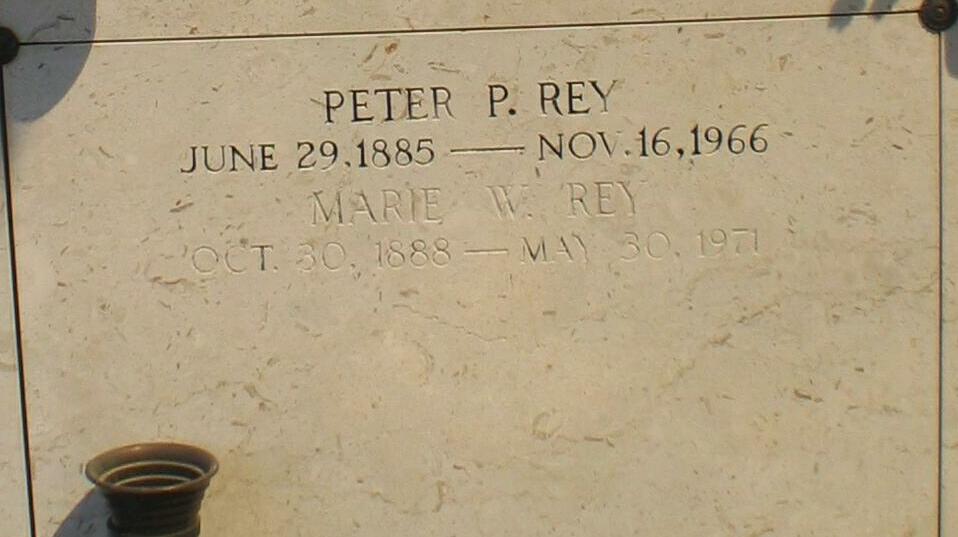 PETER P. REY
JUNE 29, 1885 — NOV. 16, 1966
MARIE W. REY
OCT. 30, 1888 — MAY 30, 1971